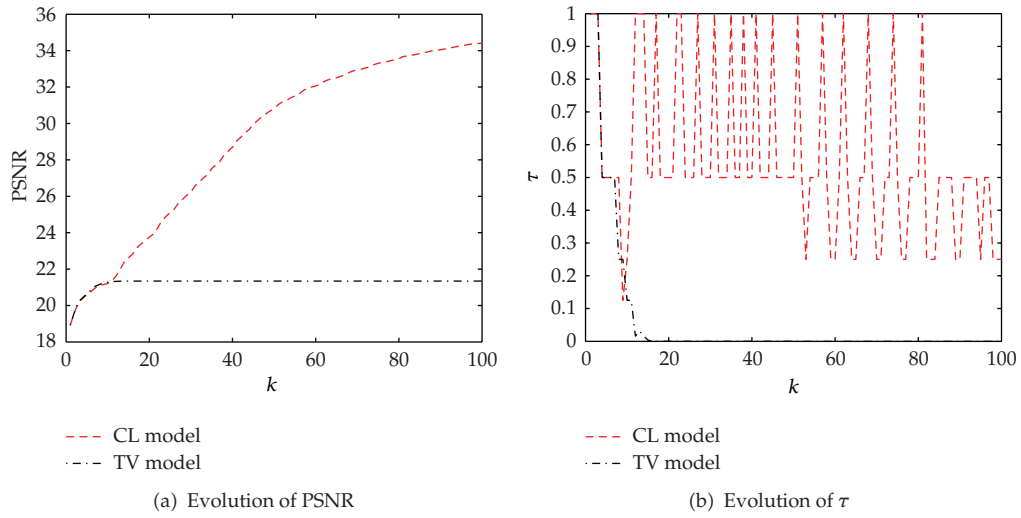 36
34
32
30
28
26
24
22
20
18
PSNR
0 20 40 60 80 100
k
CL model
TV model
(a) Evolution of PSNR
1
0.9
0.8
0.7
0.6
0.5
0.4
0.3
0.2
0.1
0
τ
0 20 40 60 80 100
k
CL model
TV model
(b) Evolution of τ